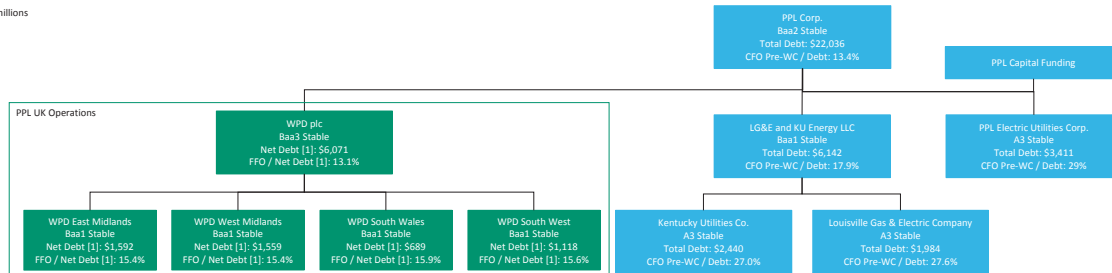 millions
PPL Corp.
Baa2 Stable
Total Debt: $22,036
CFO Pre-WC / Debt: 13.4%
PPL Capital Funding
PPL UK Operations
WPD plc
Baa3 Stable
Net Debt [1]: $6,071
FFO / Net Debt [1]: 13.1%
LG&E and KU Energy LLC
Baa1 Stable
Total Debt: $6,142
CFO Pre-WC / Debt: 17.9%
PPL Electric Utilities Corp.
A3 Stable
Total Debt: $3,411
CFO Pre-WC / Debt: 29%
WPD East Midlands
Baa1 Stable
Net Debt [1]: $1,592
FFO / Net Debt [1]: 15.4%
WPD West Midlands
Baa1 Stable
Net Debt [1]: $1,559
FFO / Net Debt [1]: 15.4%
WPD South Wales
Baa1 Stable
Net Debt [1]: $689
FFO / Net Debt [1]: 15.9%
WPD South West
Baa1 Stable
Net Debt [1]: $1,118
FFO / Net Debt [1]: 15.6%
Kentucky Utilities Co.
A3 Stable
Total Debt: $2,440
CFO Pre-WC / Debt: 27.0%
Louisville Gas & Electric Company
A3 Stable
Total Debt: $1,984
CFO Pre-WC / Debt: 27.6%